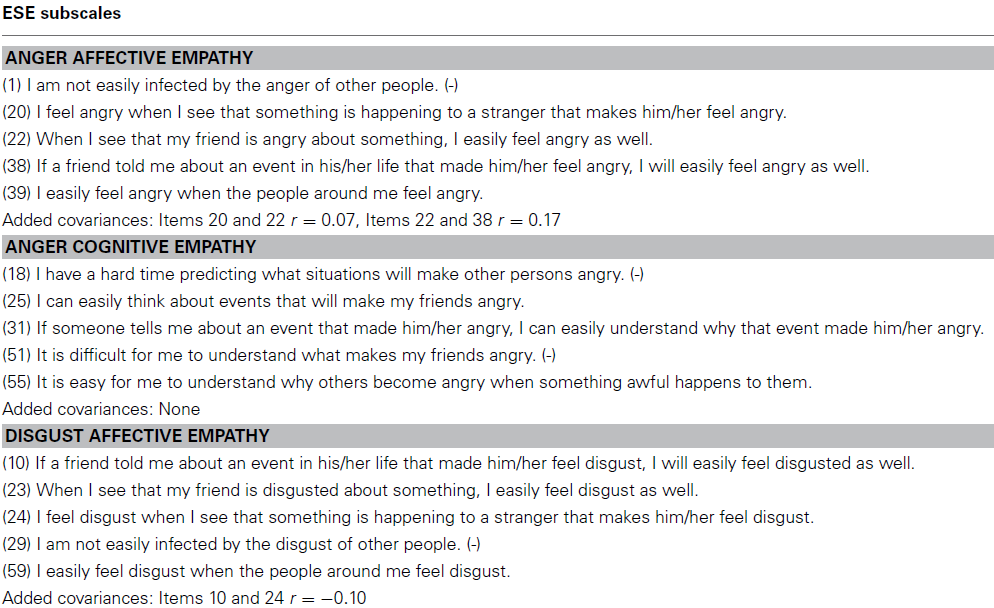 ESE subscales
ANGER AFFECTIVE EMPATHY
(1) I am not easily infected by the anger of other people. (-)
(20) I feel angry when I see that something is happening to a stranger that makes him/her feel angry.
(22) When I see that my friend is angry about something, I easily feel angry as well.
(38) If a friend told me about an event in his/her life that made him/her feel angry, I will easily feel angry as well.
(39) I easily feel angry when the people around me feel angry.
Added covariances: Items 20 and 22 r = 0.07, Items 22 and 38 r = 0.17
ANGER COGNITIVE EMPATHY
(18) I have a hard time predicting what situations will make other persons angry. (-)
(25) I can easily think about events that will make my friends angry.
(31) If someone tells me about an event that made him/her angry, I can easily understand why that event made him/her angry.
(51) It is difficult for me to understand what makes my friends angry. (-)
(55) It is easy for me to understand why others become angry when something awful happens to them.
Added covariances: None
DISGUST AFFECTIVE EMPATHY
(10) If a friend told me about an event in his/her life that made him/her feel disgust, I will easily feel disgusted as well.
(23) When I see that my friend is disgusted about something, I easily feel disgust as well.
(24) I feel disgust when I see that something is happening to a stranger that makes him/her feel disgust.
(29) I am not easily infected by the disgust of other people. (-)
(59) I easily feel disgust when the people around me feel disgust.
Added covariances: Items 10 and 24 r = −0.10